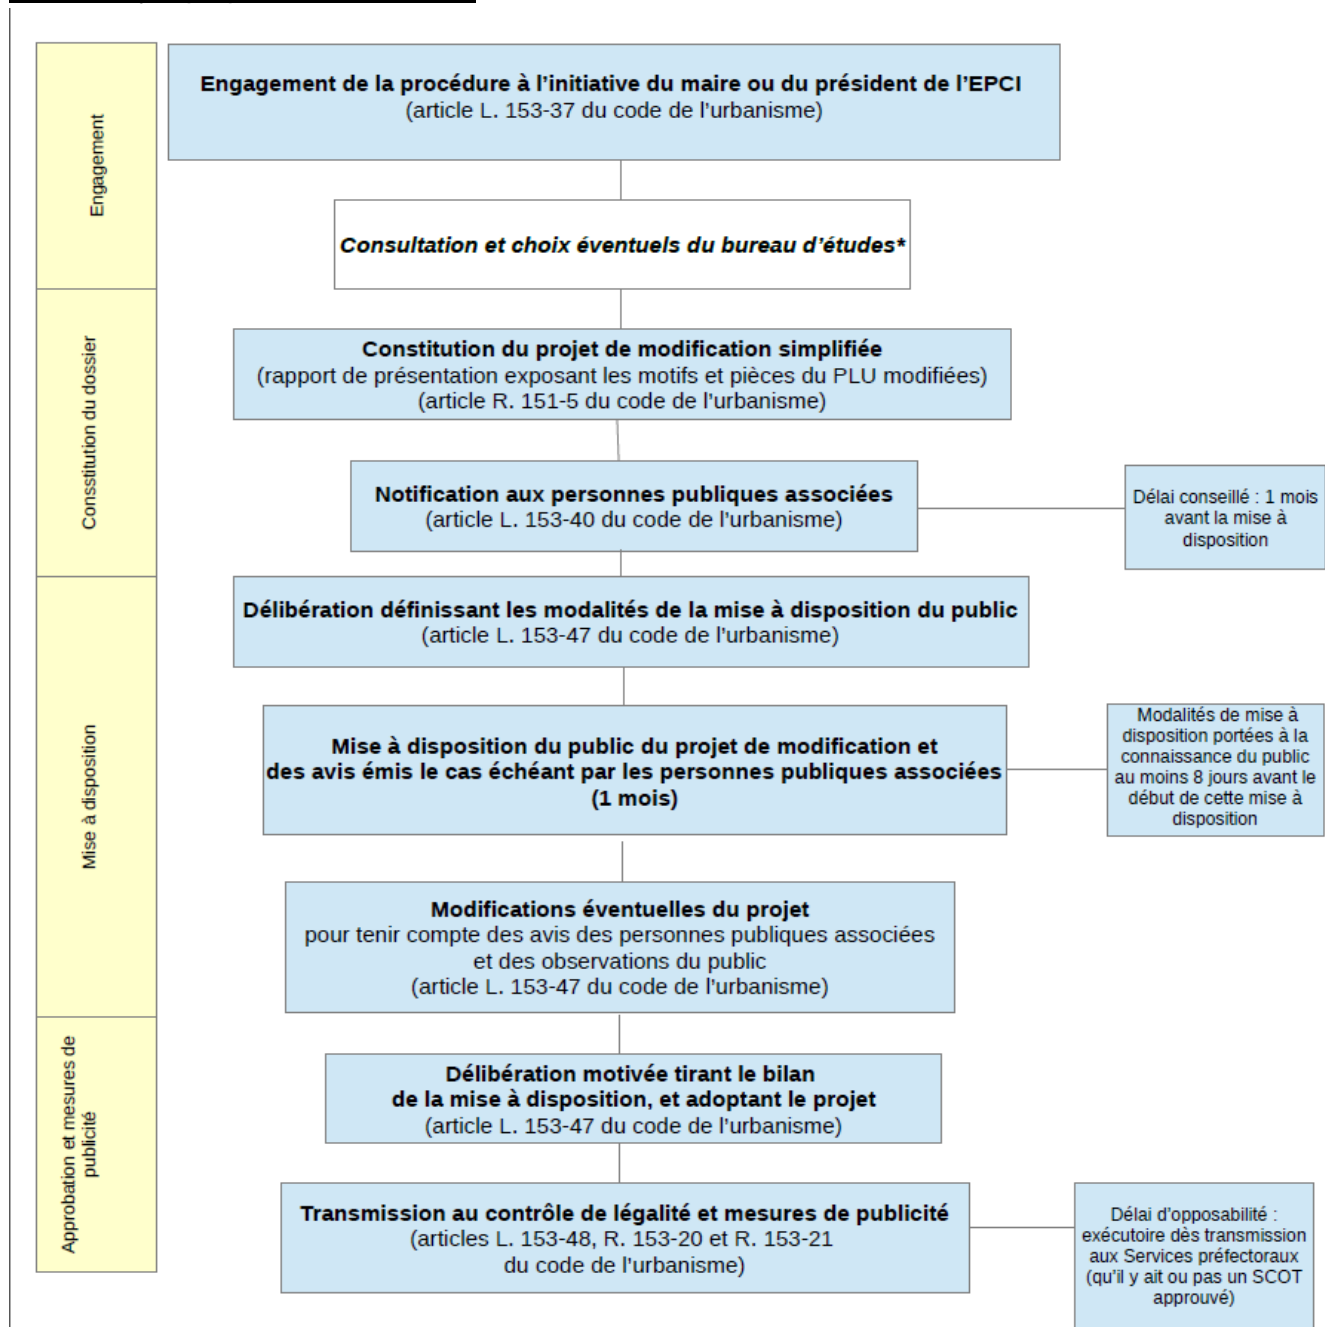 Engagement
Engagement de la procédure à l'initiative du maire ou du président de l'EPCI
(article L. 153-37 du code de l'urbanisme)
Consultation et choix éventuels du bureau d'études*
Consstitution du dossier
Constitution du projet de modification simplifiée
(rapport de présentation exposant les motifs et pièces du PLU modifiées)
(article R. 151-5 du code de l'urbanisme)
Notification aux personnes publiques associées
(article L. 153-40 du code de l'urbanisme)
Délai conseillé : 1 mois
avant la mise à
disposition
Mise à disposition
Délibération définissant les modalités de la mise à disposition du public
(article L. 153-47 du code de l'urbanisme)
Mise à disposition du public du projet de modification et
des avis émis le cas échéant par les personnes publiques associées
(1 mois)
Modalités de mise à
disposition portées à la
connaissance du public
au moins 8 jours avant le
début de cette mise à
disposition
Modifications éventuelles du projet
pour tenir compte des avis des personnes publiques associées
et des observations du public
(article L. 153-47 du code de l'urbanisme)
Approbation et mesures de
publicité
Délibération motivée tirant le bilan
de la mise à disposition, et adoptant le projet
(article L. 153-47 du code de l'urbanisme)
Transmission au contrôle de légalité et mesures de publicité
(articles L. 153-48, R. 153-20 et R. 153-21
du code de l'urbanisme)
Délai d'opposabilité :
exécutoire dès transmission
aux Services préfectoraux
(qu'il y ait ou pas un SCOT
approuvé)